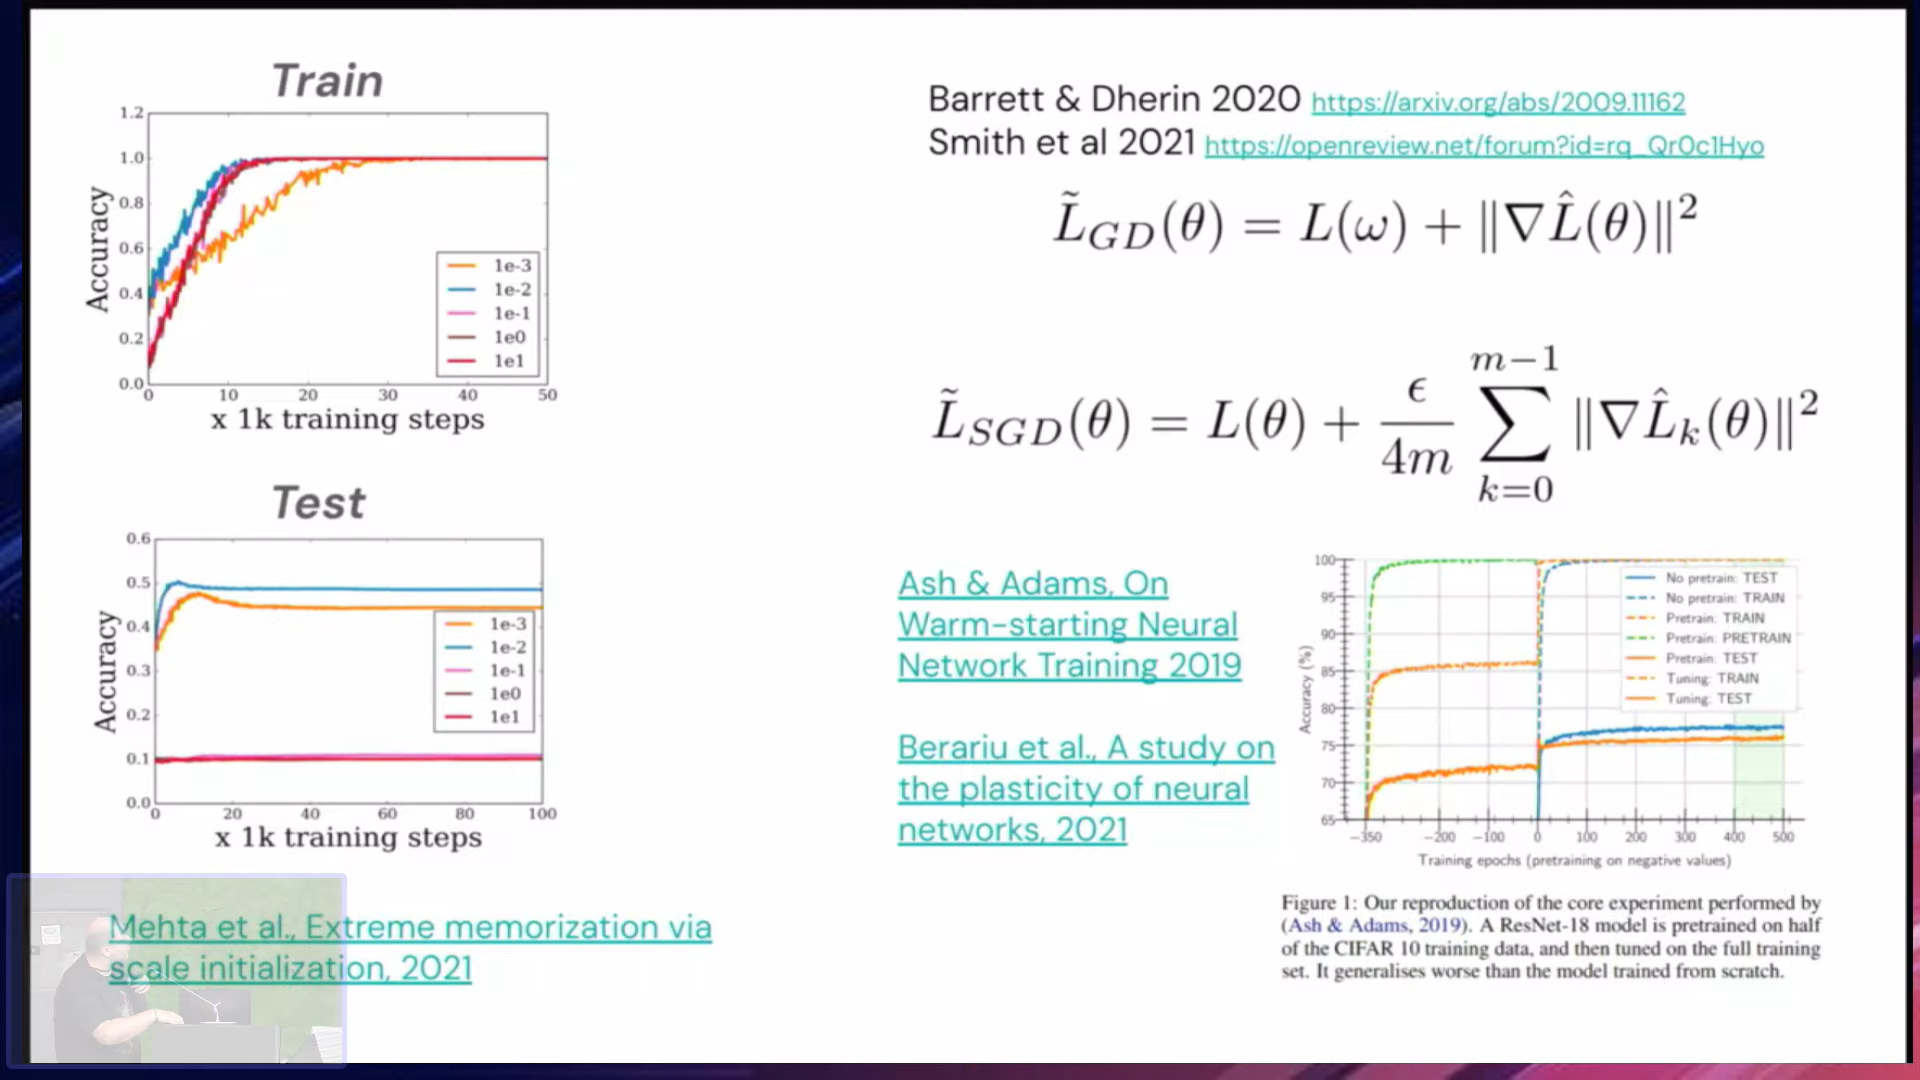 Train
1.2
1.0
0.8
0.6
0.4
0.2
0.0
Accuracy
1e-3
1e-2
1e-1
1e0
1e1
0 10 20 30 40 50
x 1k training steps
Test
0.6
0.5
0.4
0.3
0.2
0.1
0.0
Accuracy
1e-3
1e-2
1e-1
1e0
1e1
0 20 40 60 80 100
x 1k training steps
Mehta et al., Extreme memorization via
scale initialization, 2021
Barrett & Dherin 2020 https://arxiv.org/abs/2009.11162
Smith et al 2021 https://openreview.net/forum?id=rq_Qr0c1Hyo
L̃_GD(θ) = L(ω) + ‖∇L̂(θ)‖²
L̃_SGD(θ) = L(θ) + ϵ/4m ∑_{k=0}^{m−1} ‖∇L̂_k(θ)‖²
Ash & Adams, On
Warm-starting Neural
Network Training 2019
Berariu et al., A study on
the plasticity of neural
networks, 2021
100
95
90
85
80
75
70
65
Accuracy (%)
No pretrain: TEST
No pretrain: TRAIN
Pretrain: TRAIN
Pretrain: PRETRAIN
Pretrain: TEST
Tuning: TRAIN
Tuning: TEST
−350 −200 −100 0 100 200 300 400 500
Training epochs (pretraining on negative values)
Figure 1: Our reproduction of the core experiment performed by
(Ash & Adams, 2019). A ResNet-18 model is pretrained on half
of the CIFAR 10 training data, and then tuned on the full training
set. It generalises worse than the model trained from scratch.